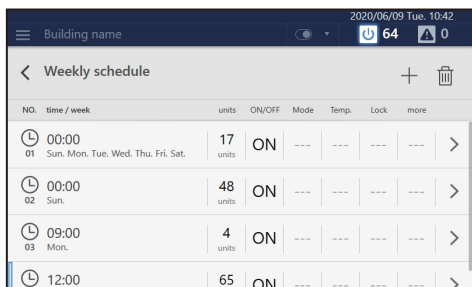 2020/06/09 Tue. 10:42
Building name 64 0
Weekly schedule
NO. time / week units ON/OFF Mode Temp. Lock more
00:00 17 ON --- --- --- ---
01 Sun. Mon. Tue. Wed. Thu. Fri. Sat. units
00:00 48 ON --- --- --- ---
02 Sun. units
09:00 4 ON --- --- --- ---
03 Mon. units
12:00 65 ON --- --- --- ---